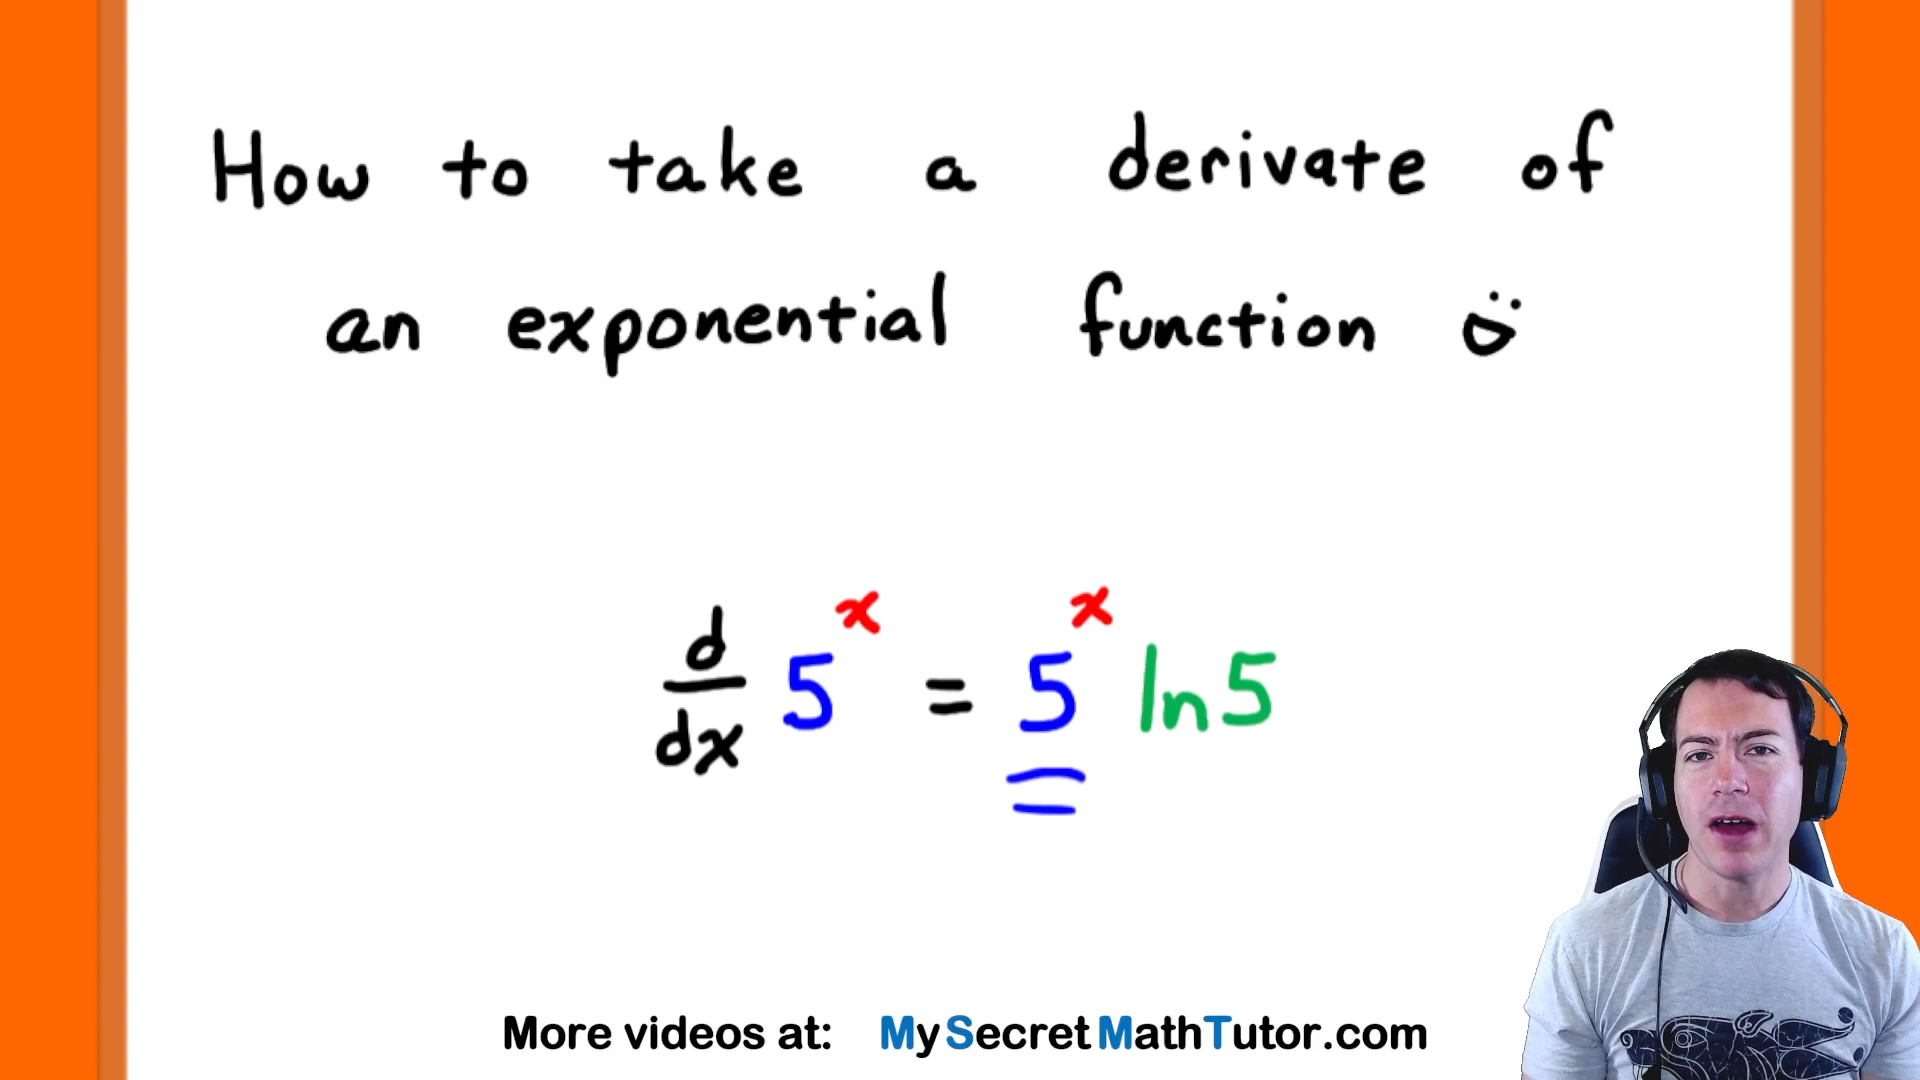 How to take a derivate of
an exponential function
d/dx 5^x = 5^x ln5
More videos at: MySecretMathTutor.com